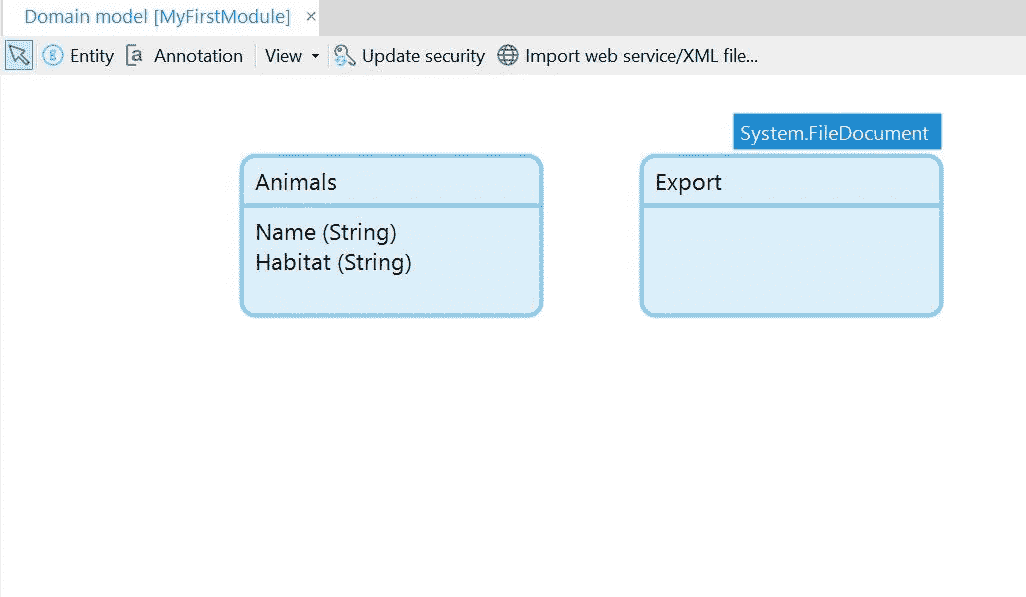 Domain model [MyFirstModule] ×
Entity Annotation View Update security Import web service/XML file...
System.FileDocument
Animals
Name (String)
Habitat (String)
Export